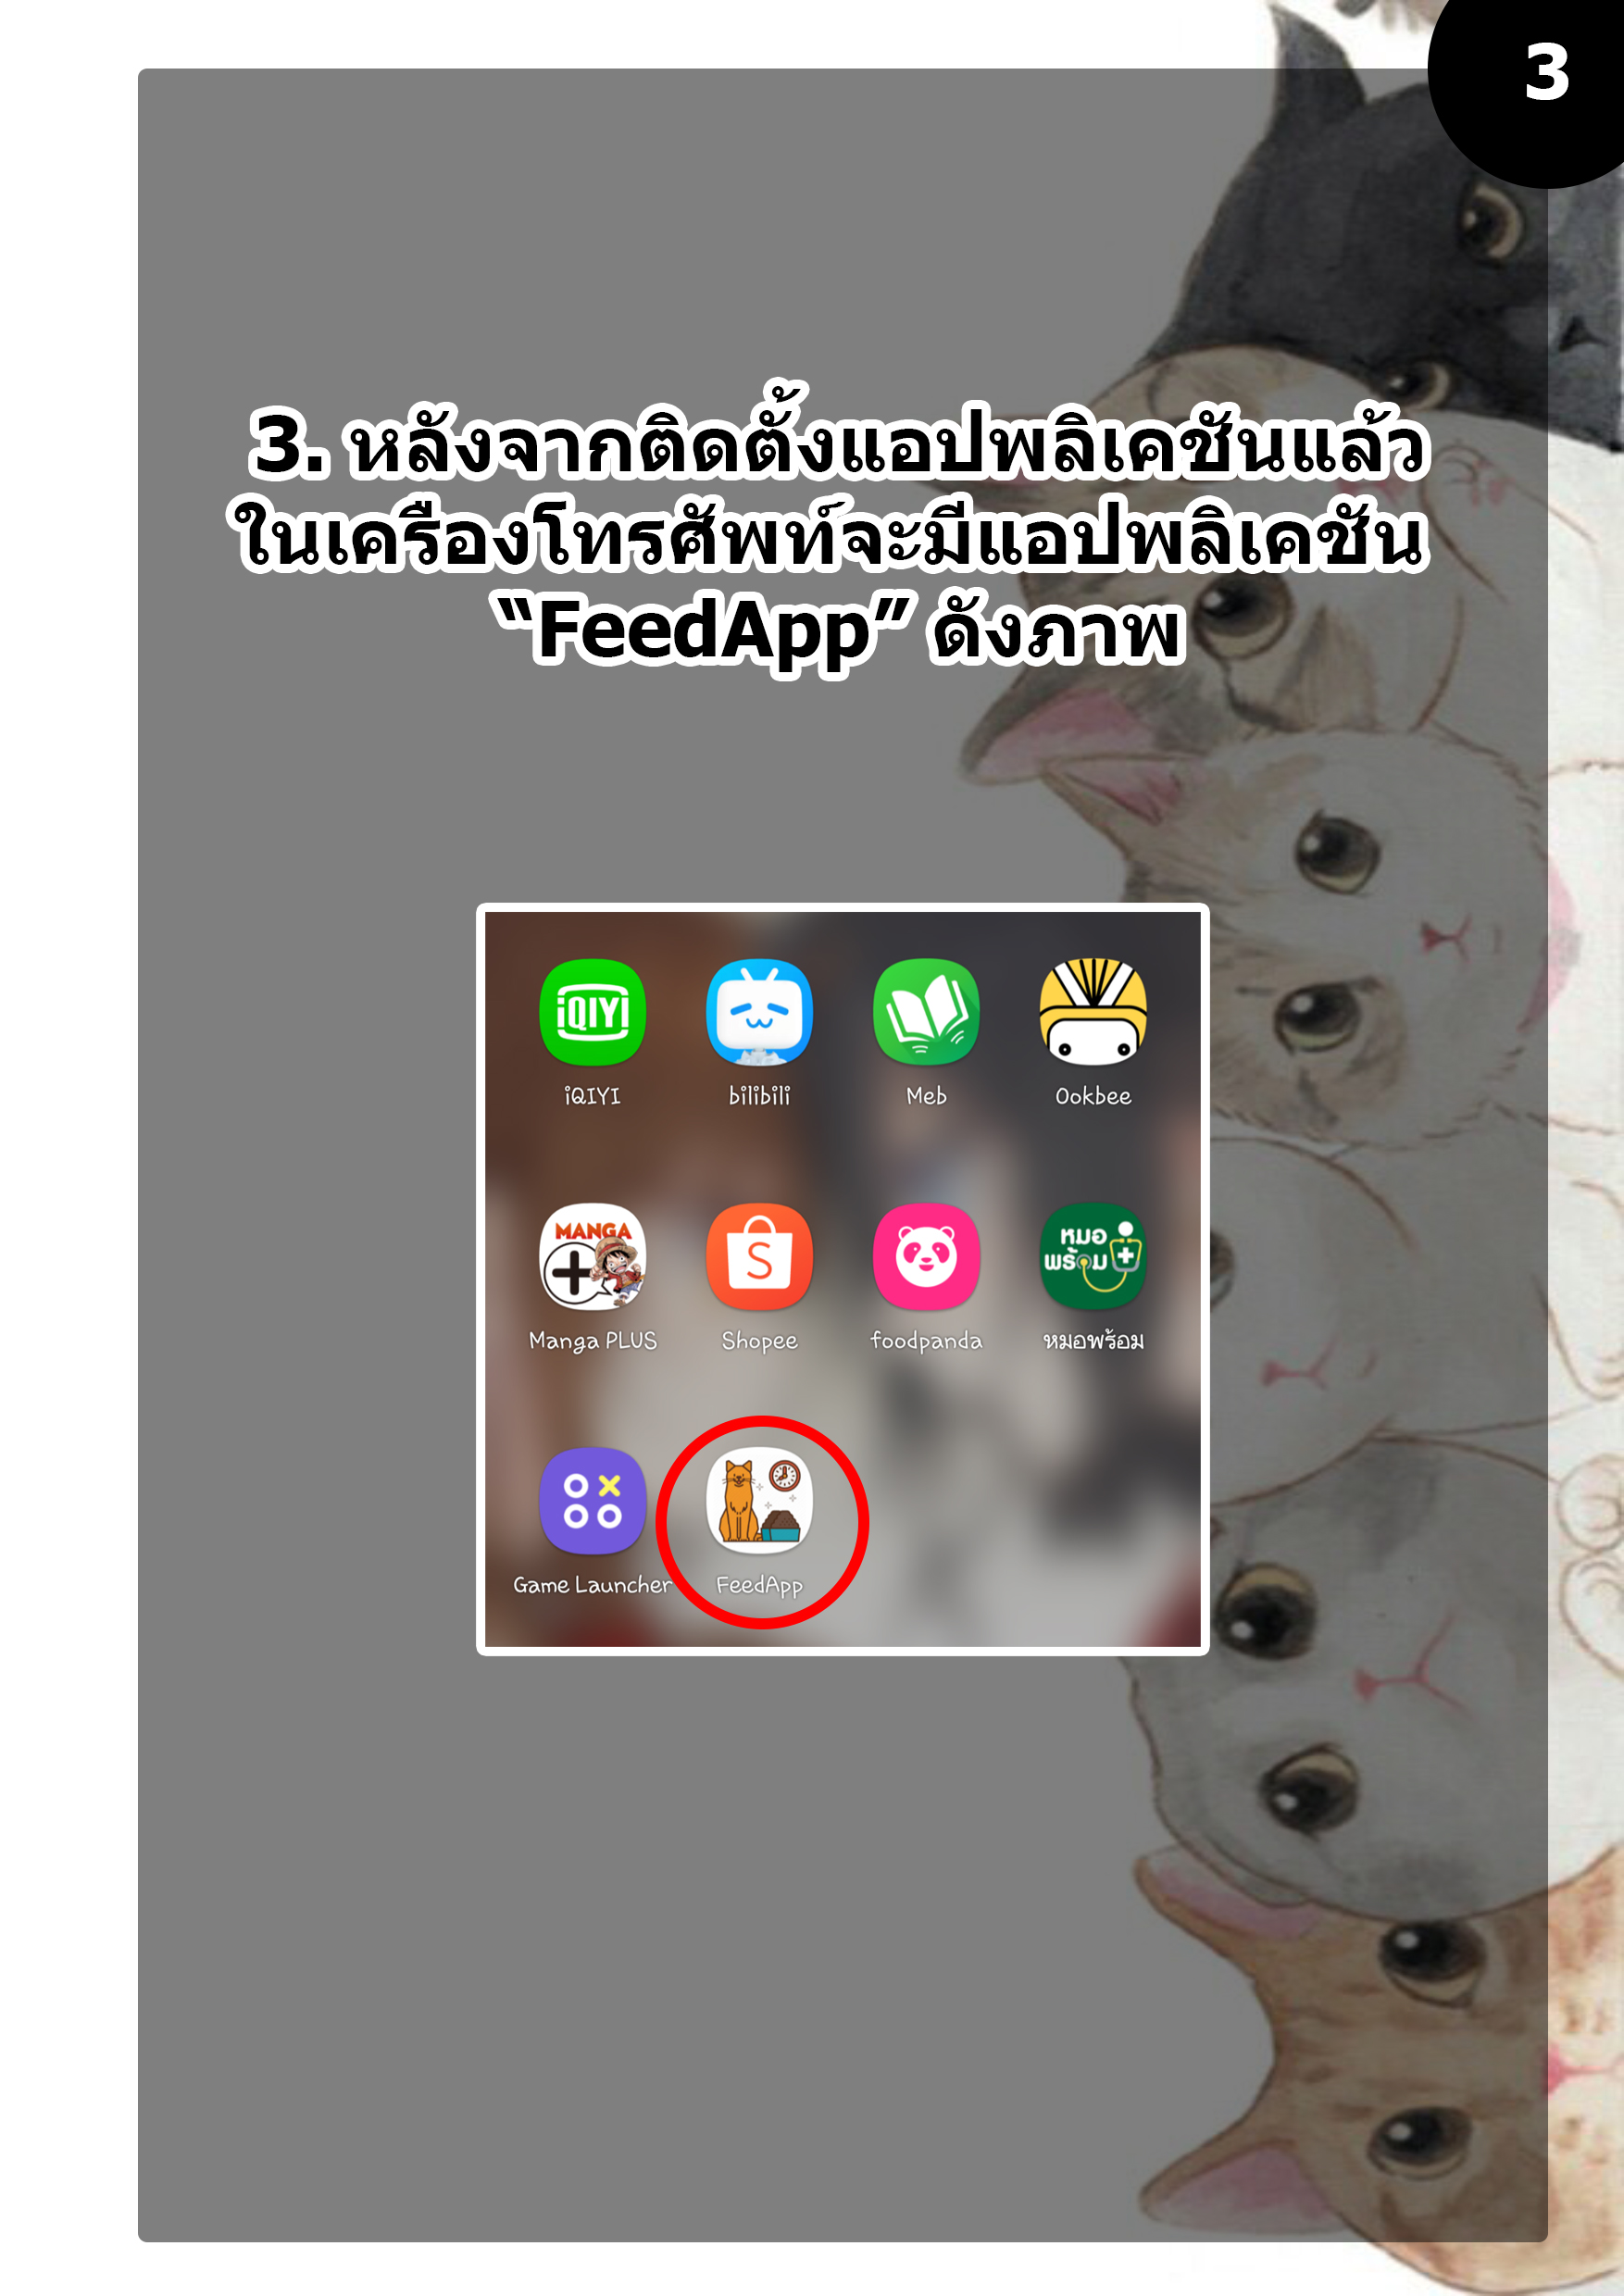 3
3. หลังจากติดตั้งแอปพลิเคชันแล้ว
ในเครืองโทรศัพท์จะมีแอปพลิเคชัน
“FeedApp” ดังภาพ
iQIYI
iQIYI bilibili Meb Ookbee
MANGA
S
หมอ
พร้อม
Manga PLUS Shopee foodpanda หมอพร้อม
Game Launcher FeedApp